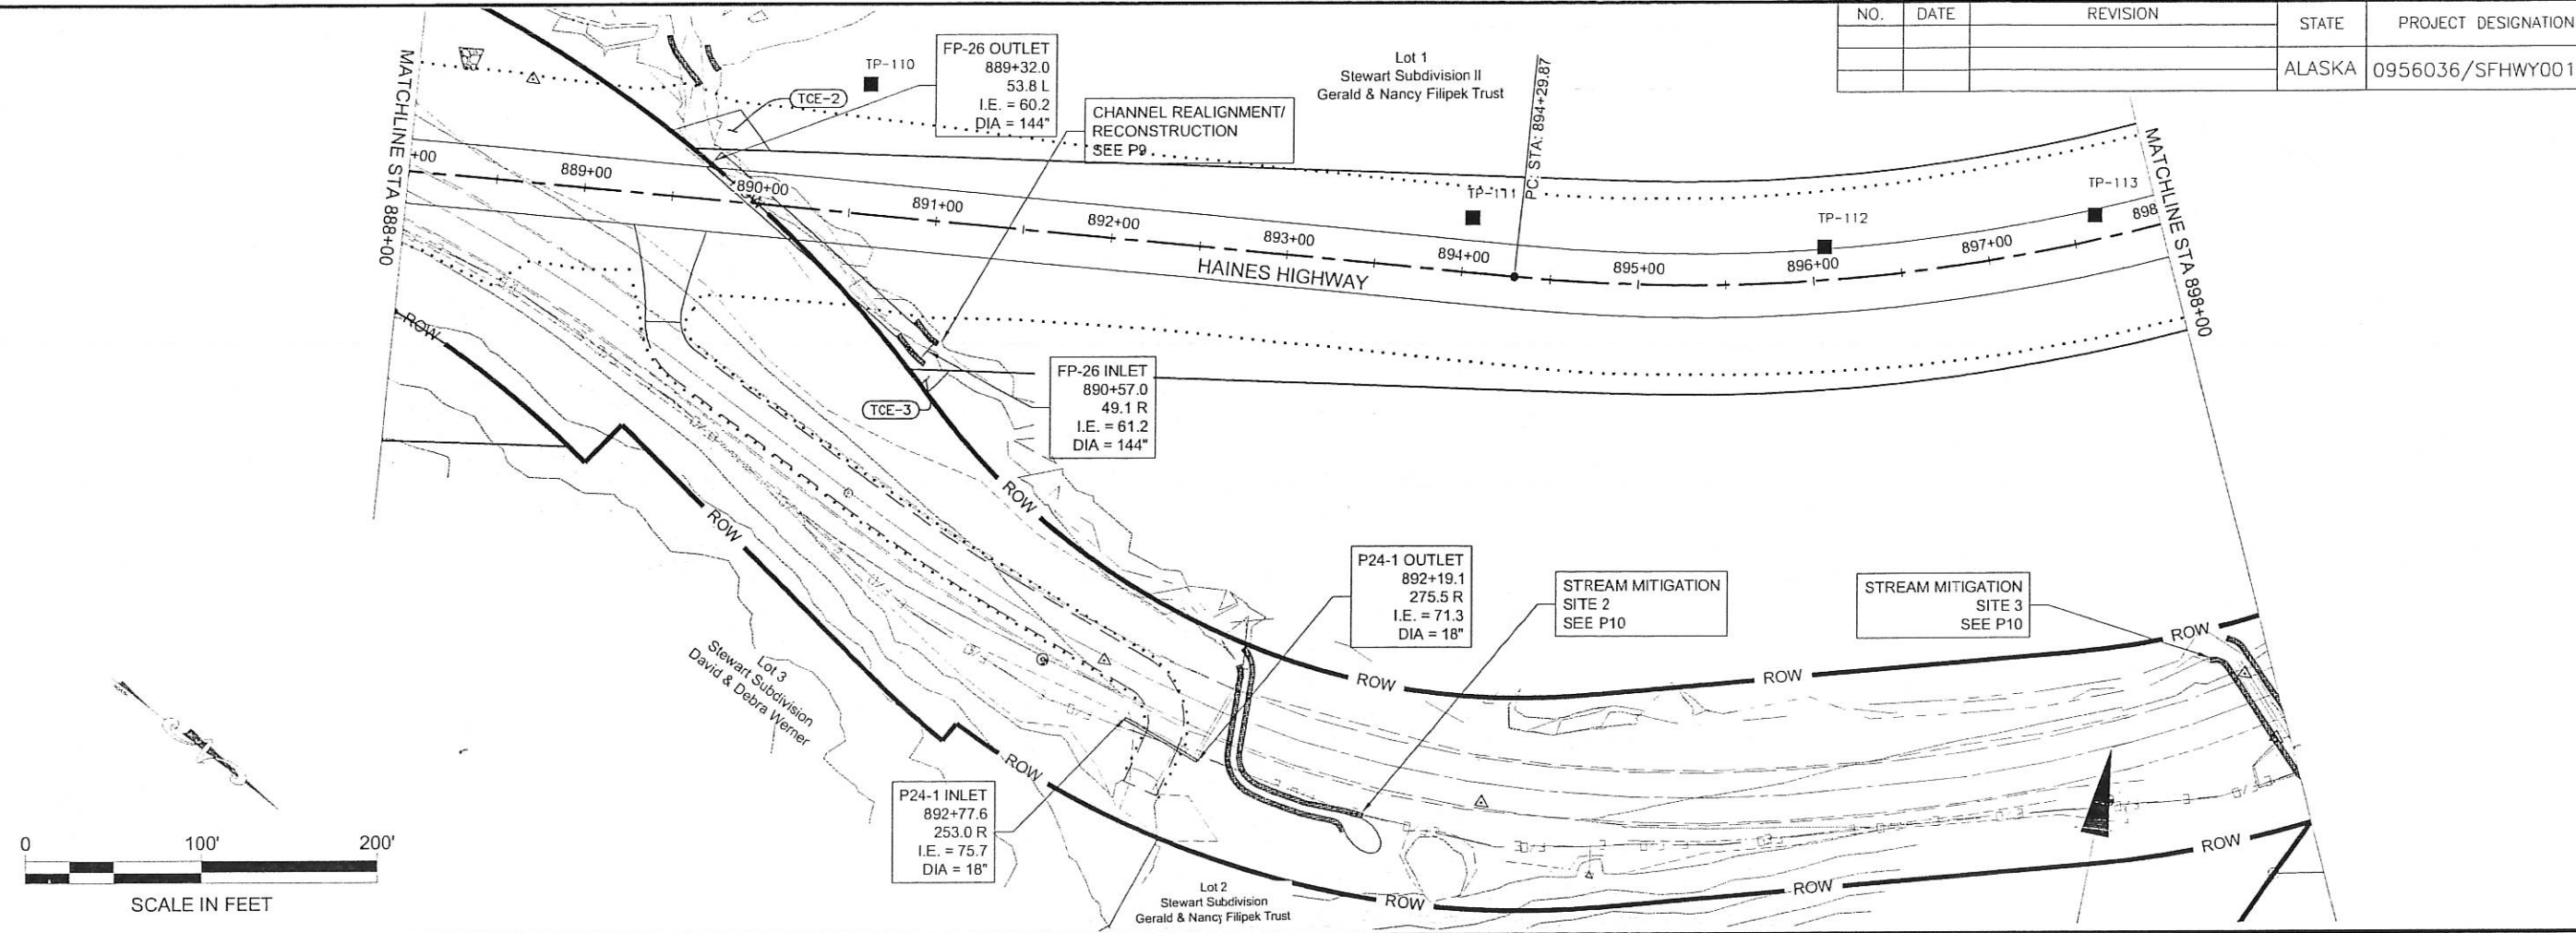 NO.
DATE
REVISION
STATE
PROJECT DESIGNATION
ALASKA
0956036/SFHWY001
MATCHLINE STA 888+00
FP-26 OUTLET
889+32.0
53.8 L
I.E. = 60.2
DIA = 144"
TP-110
TCE-2
CHANNEL REALIGNMENT/
RECONSTRUCTION
SEE P9
Lot 1
Stewart Subdivision II
Gerald & Nancy Filipek Trust
PC: STA: 894+29.87
TP-111
TP-112
TP-113
MATCHLINE STA 898+00
+00
889+00
890+00
891+00
892+00
893+00
894+00
895+00
896+00
897+00
898
HAINES HIGHWAY
ROW
FP-26 INLET
890+57.0
49.1 R
I.E. = 61.2
DIA = 144"
TCE-3
ROW
ROW
P24-1 OUTLET
892+19.1
275.5 R
I.E. = 71.3
DIA = 18"
STREAM MITIGATION
SITE 2
SEE P10
STREAM MITIGATION
SITE 3
SEE P10
ROW
ROW
ROW
Lot 3
Stewart Subdivision
David & Debra Werner
ROW
P24-1 INLET
892+77.6
253.0 R
I.E. = 75.7
DIA = 18"
Lot 2
Stewart Subdivision
Gerald & Nancy Filipek Trust
ROW
ROW
ROW
0
100'
200'
SCALE IN FEET